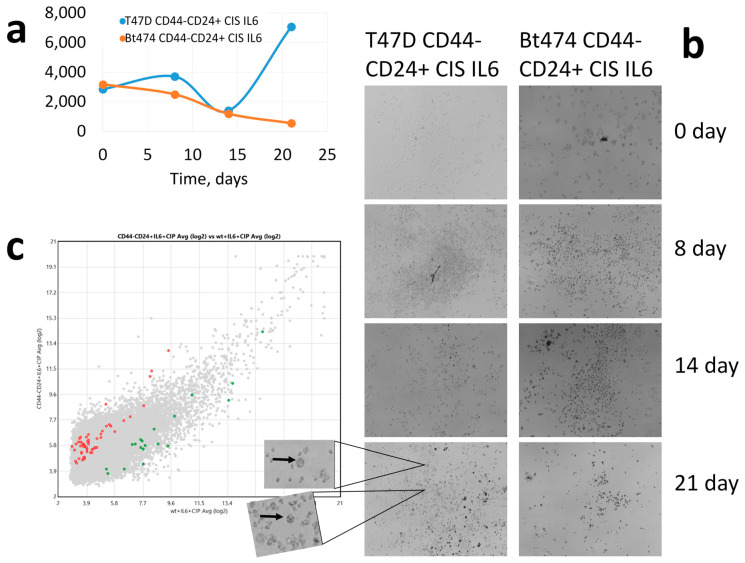 a
8,000
6,000
4,000
2,000
0
T47D CD44-CD24+ CIS IL6
Bt474 CD44-CD24+ CIS IL6
0 5 10 15 20 25
Time, days
b
T47D CD44-
CD24+ CIS IL6
Bt474 CD44-
CD24+ CIS IL6
0 day
8 day
14 day
21 day
c
CD44-CD24+IL6+CIP Avg (log2) vs wt+IL6+CIP Avg (log2)
CD44-CD24+IL6+CIP Avg (log2)
21
19.1
17.2
15.3
13.4
11.5
9.6
7.7
5.8
3.9
2
2 3.9 5.8 7.7 9.6 11.5 13.4 21
wt+IL6+CIP Avg (log2)